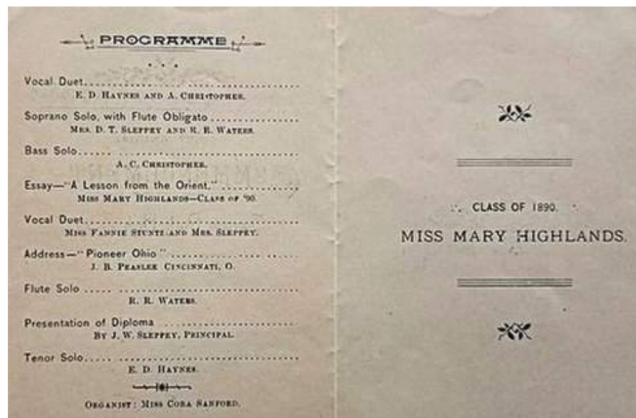 PROGRAMME
Vocal Duet
E. D. HAYNES AND A. CHRISTOPHER.
Soprano Solo, with Flute Obligato
MRS. D. T. SLEPPEY AND R. R. WATERS.
Bass Solo
A. C. CHRISTOPHER.
Essay—"A Lesson from the Orient."
MISS MARY HIGHLANDS—CLASS OF '90.
Vocal Duet
MISS FANNIE STUNTZ AND MRS. SLEPPEY.
Address—"Pioneer Ohio"
J. B. PEASLEE CINCINNATI, O.
Flute Solo
R. R. WATERS.
Presentation of Diploma
BY J. W. SLEPPEY, PRINCIPAL.
Tenor Solo
E. D. HAYNES.
ORGANIST: MISS CORA SANFORD.
CLASS OF 1890.
MISS MARY HIGHLANDS.